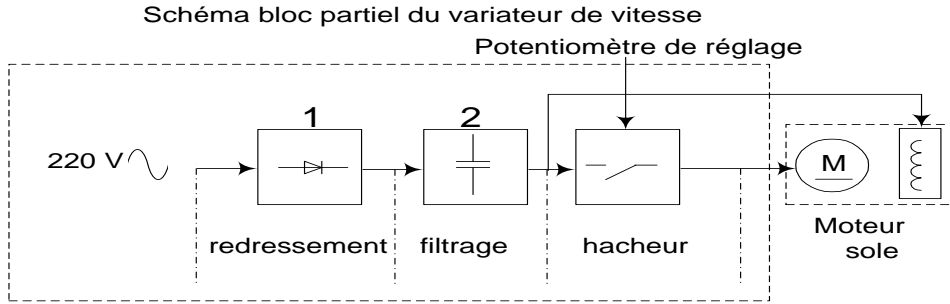 Schéma bloc partiel du variateur de vitesse
Potentiomètre de réglage
1
2
220 V
M
redressement
filtrage
hacheur
Moteur
sole